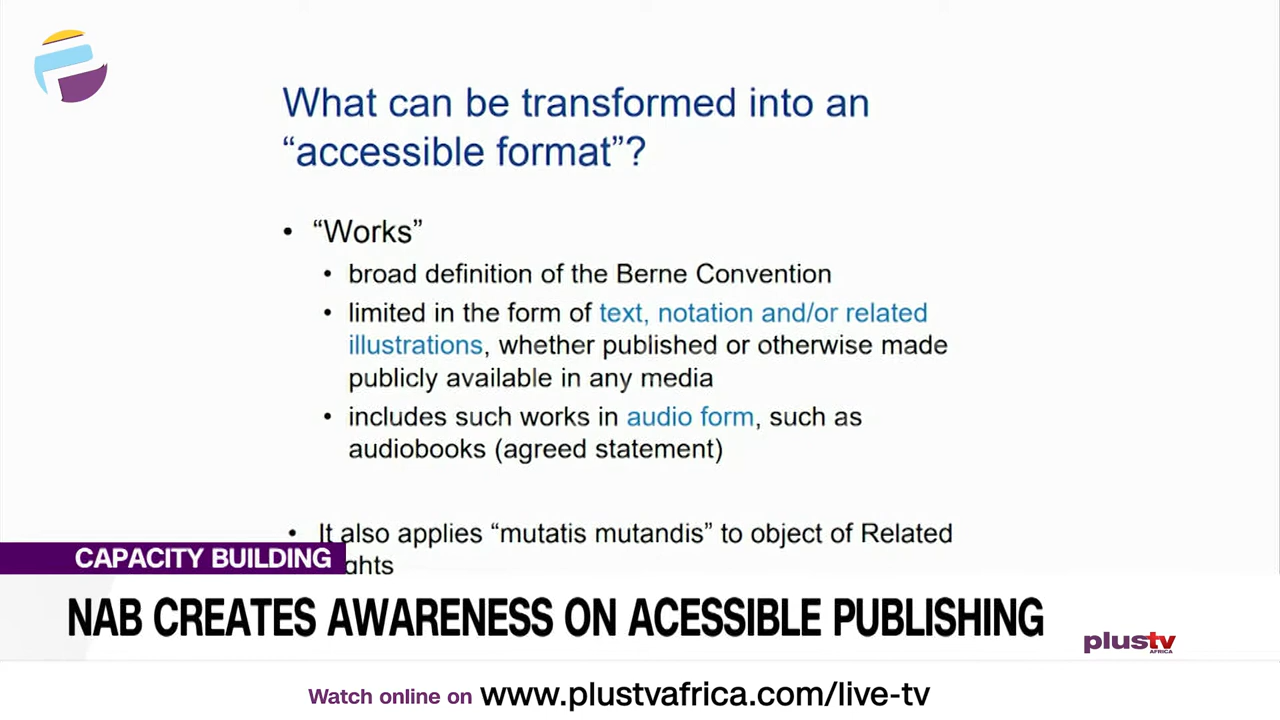 What can be transformed into an
“accessible format”?
• “Works”
• broad definition of the Berne Convention
• limited in the form of text, notation and/or related
illustrations, whether published or otherwise made
publicly available in any media
• includes such works in audio form, such as
audiobooks (agreed statement)
• It also applies “mutatis mutandis” to object of Related
ghts
CAPACITY BUILDING
NAB CREATES AWARENESS ON ACESSIBLE PUBLISHING
plustv
AFRICA
Watch online on www.plustvafrica.com/live-tv